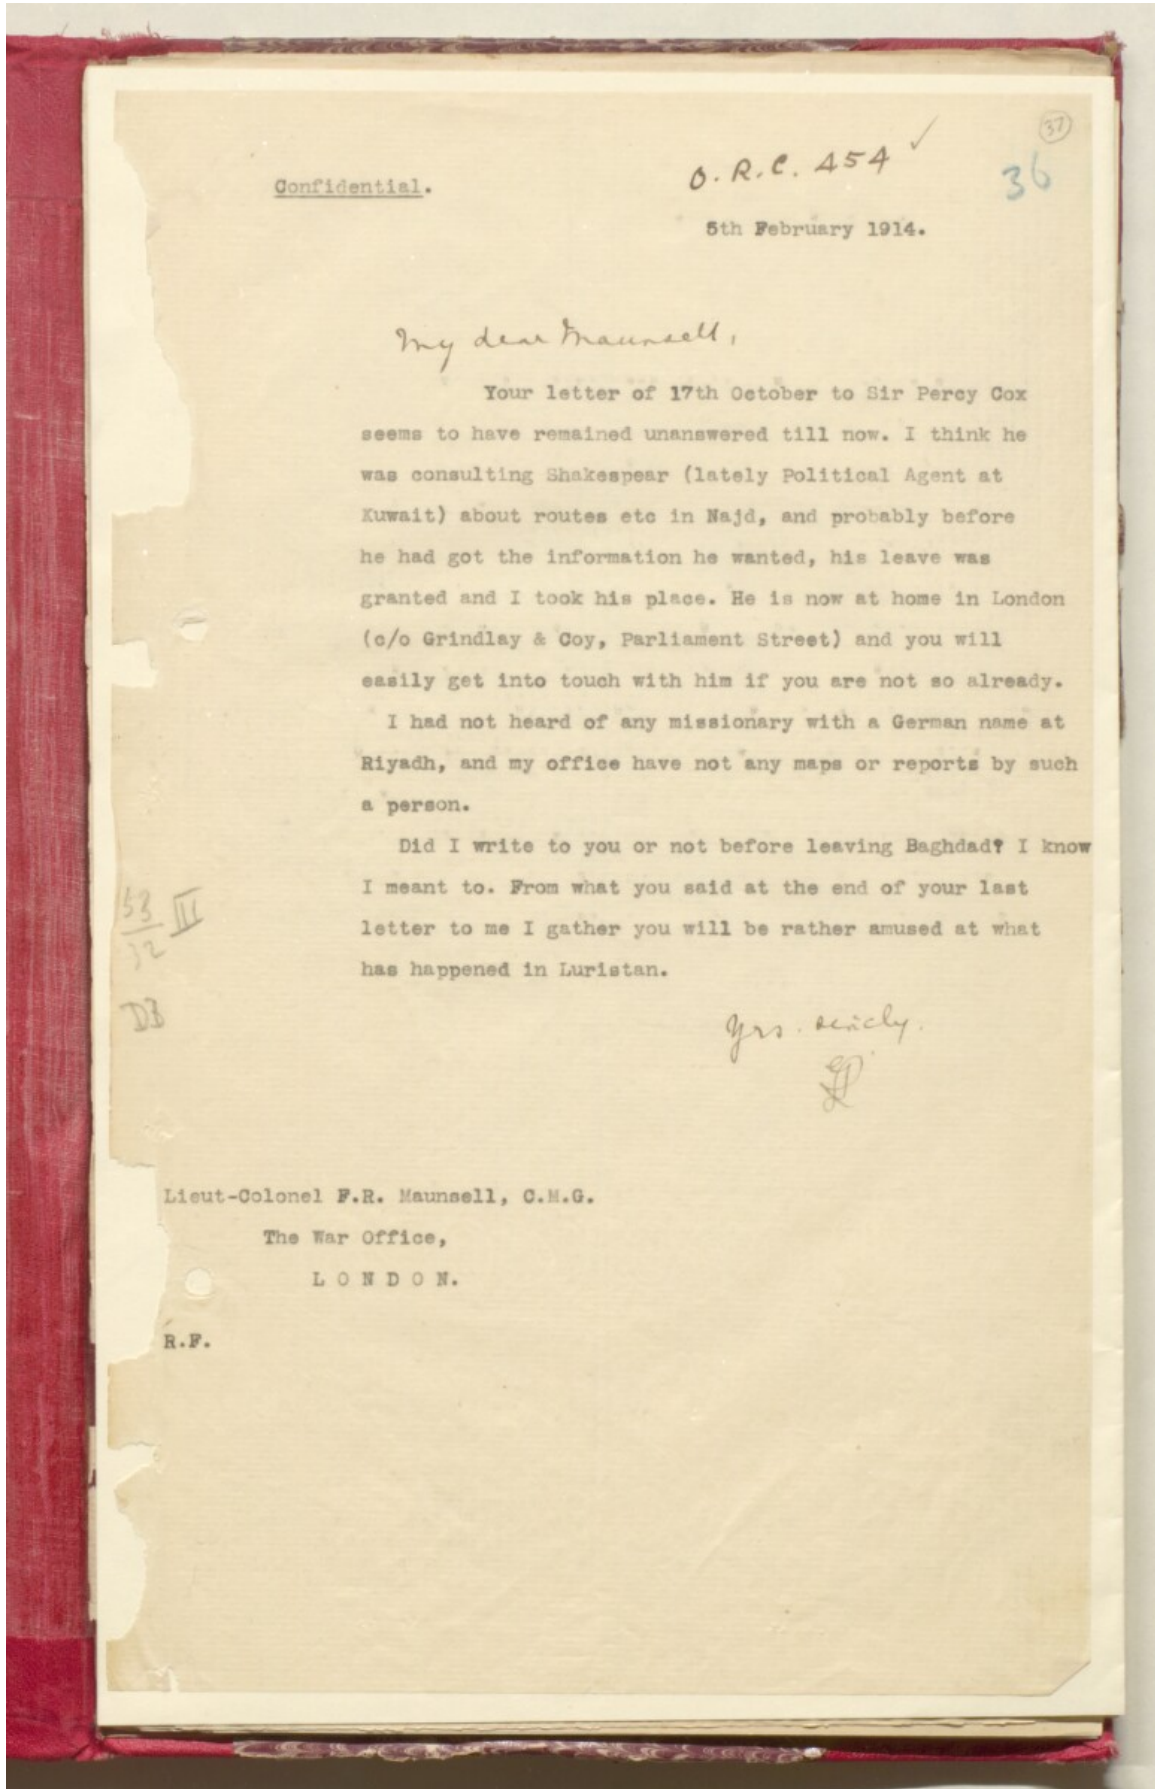 37
O.R.C. 454
36
Confidential.
5th February 1914.
My dear Maunsell,
Your letter of 17th October to Sir Percy Cox
seems to have remained unanswered till now. I think he
was consulting Shakespear (lately Political Agent at
Kuwait) about routes etc in Najd, and probably before
he had got the information he wanted, his leave was
granted and I took his place. He is now at home in London
(c/o Grindlay & Coy, Parliament Street) and you will
easily get into touch with him if you are not so already.
I had not heard of any missionary with a German name at
Riyadh, and my office have not any maps or reports by such
a person.
Did I write to you or not before leaving Baghdad? I know
I meant to. From what you said at the end of your last
letter to me I gather you will be rather amused at what
has happened in Luristan.
53 III
32
DB
Yrs.
Lieut-Colonel F.R. Maunsell, C.M.G.
The War Office,
LONDON.
R.F.